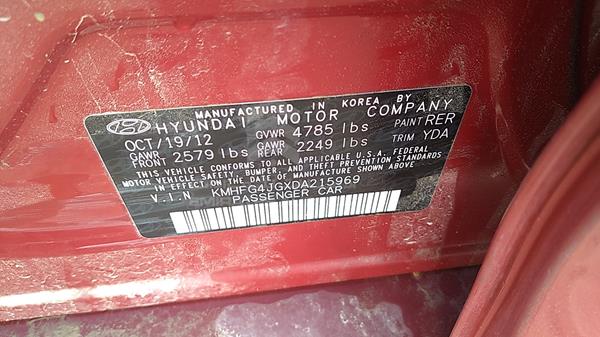 MANUFACTURED IN KOREA BY
HYUNDAI MOTOR COMPANY
OCT/19/12 GVWR 4785 lbs PAINT RER
GAWR FRONT 2579 lbs GAWR REAR 2249 lbs TRIM YDA
THIS VEHICLE CONFORMS TO ALL APPLICABLE U.S.A. FEDERAL
MOTOR VEHICLE SAFETY, BUMPER, AND THEFT PREVENTION STANDARDS
IN EFFECT ON THE DATE OF MANUFACTURE SHOWN ABOVE
V.I.N KMHFG4JGXDA215969
PASSENGER CAR